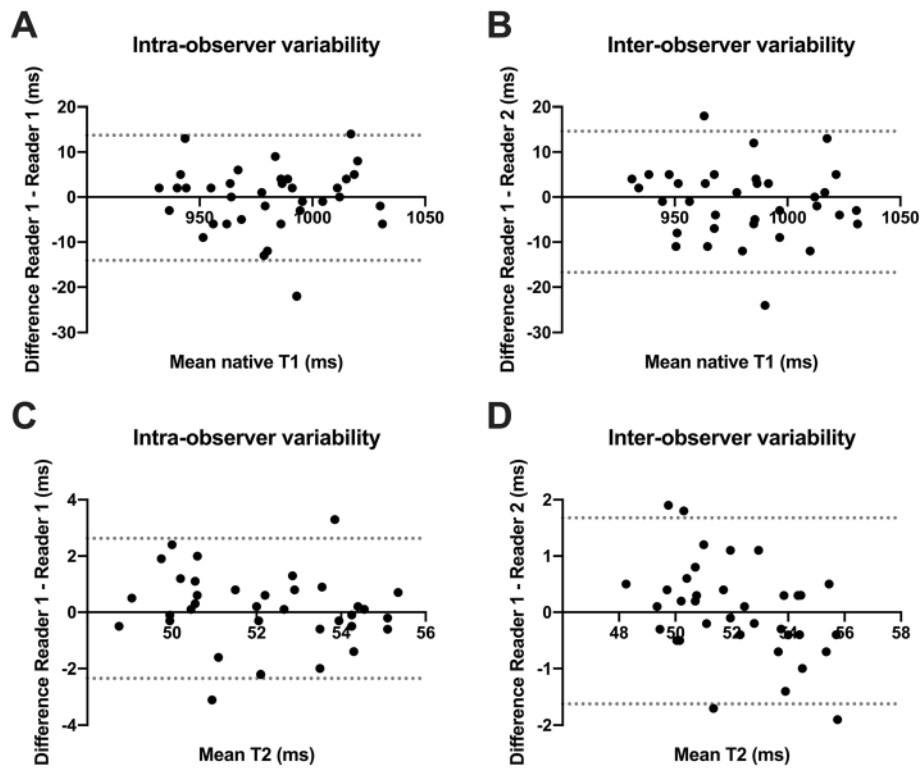 A
Intra-observer variability
Difference Reader 1 - Reader 1 (ms)
20
10
0
-10
-20
-30
950
1000
1050
Mean native T1 (ms)
B
Inter-observer variability
Difference Reader 1 - Reader 2 (ms)
20
10
0
-10
-20
-30
950
1000
1050
Mean native T1 (ms)
C
Intra-observer variability
Difference Reader 1 - Reader 1 (ms)
4
2
0
-2
-4
50
52
54
56
Mean T2 (ms)
D
Inter-observer variability
Difference Reader 1 - Reader 2 (ms)
2
1
0
-1
-2
48
50
52
54
56
58
Mean T2 (ms)